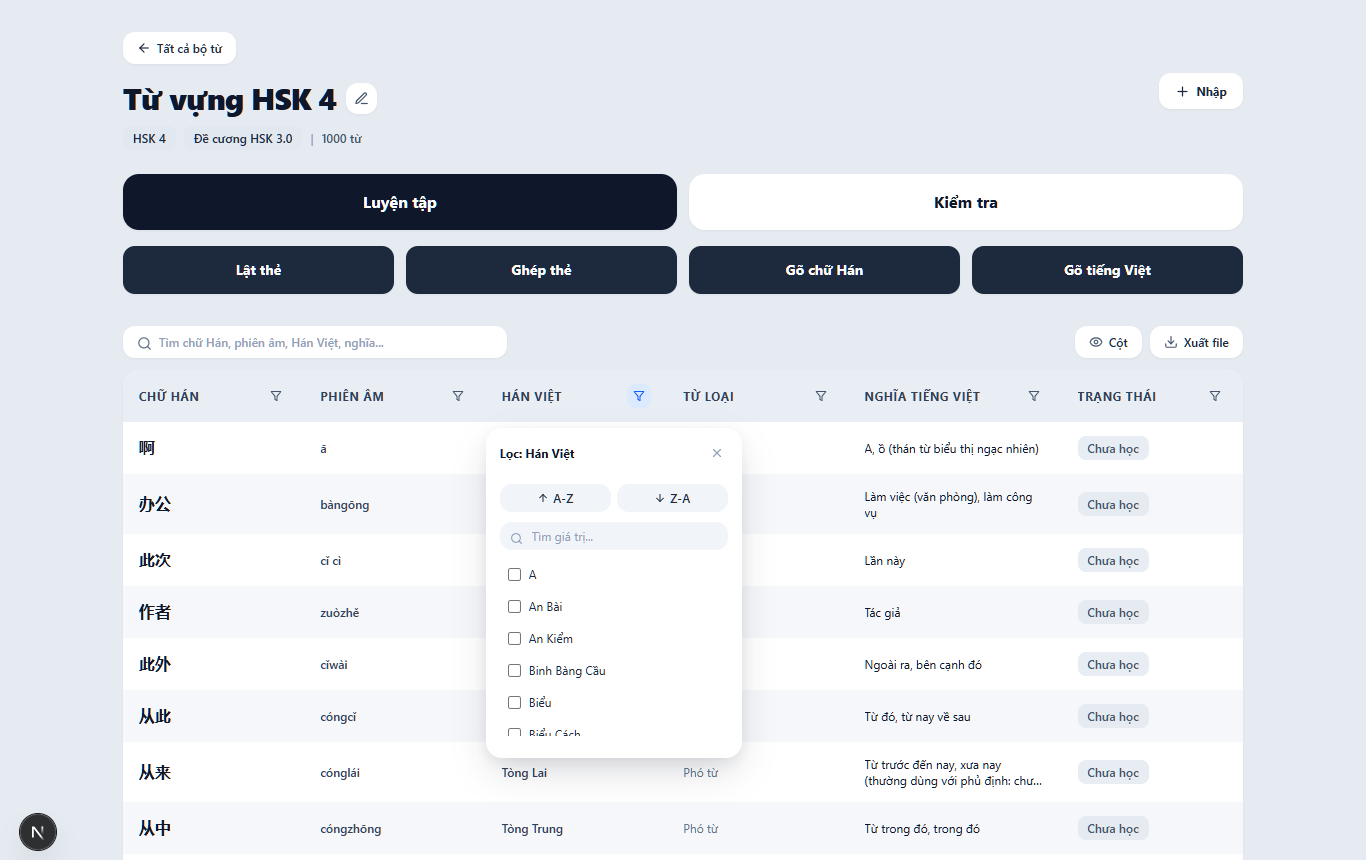 Tất cả bộ từ
Từ vựng HSK 4
Nhập
HSK 4 Đề cương HSK 3.0 | 1000 từ
Luyện tập Kiểm tra
Lật thẻ Ghép thẻ Gõ chữ Hán Gõ tiếng Việt
Tìm chữ Hán, phiên âm, Hán Việt, nghĩa... Cột Xuất file
CHỮ HÁN PHIÊN ÂM HÁN VIỆT TỪ LOẠI NGHĨA TIẾNG VIỆT TRẠNG THÁI
啊 ā A, ồ (thán từ biểu thị ngạc nhiên) Chưa học
办公 bàngōng Làm việc (văn phòng), làm công
vụ Chưa học
此次 cǐ cì Lần này Chưa học
作者 zuòzhě Tác giả Chưa học
此外 cǐwài Ngoài ra, bên cạnh đó Chưa học
从此 cóngcǐ Từ đó, từ nay về sau Chưa học
Lọc: Hán Việt
A-Z Z-A
Tìm giá trị...
A
An Bài
An Kiểm
Binh Bàng Cầu
Biểu
Biểu Cách
从来 cónglái Tòng Lai Phó từ Từ trước đến nay, xưa nay
(thường dùng với phủ định: chư... Chưa học
从中 cóngzhōng Tòng Trung Phó từ Từ trong đó, trong đó Chưa học
N